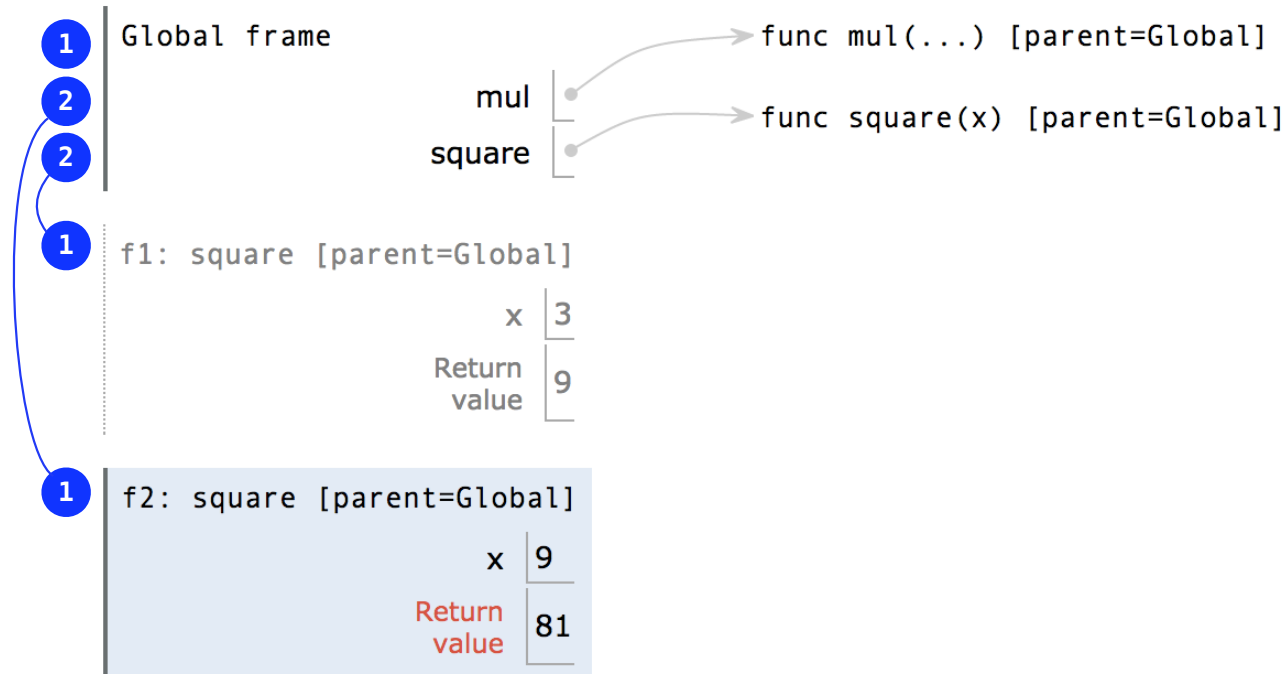 1 Global frame func mul(...) [parent=Global]
2 mul
func square(x) [parent=Global]
2 square
1 f1: square [parent=Global]
x 3
Return
value 9
1 f2: square [parent=Global]
x 9
Return
value 81